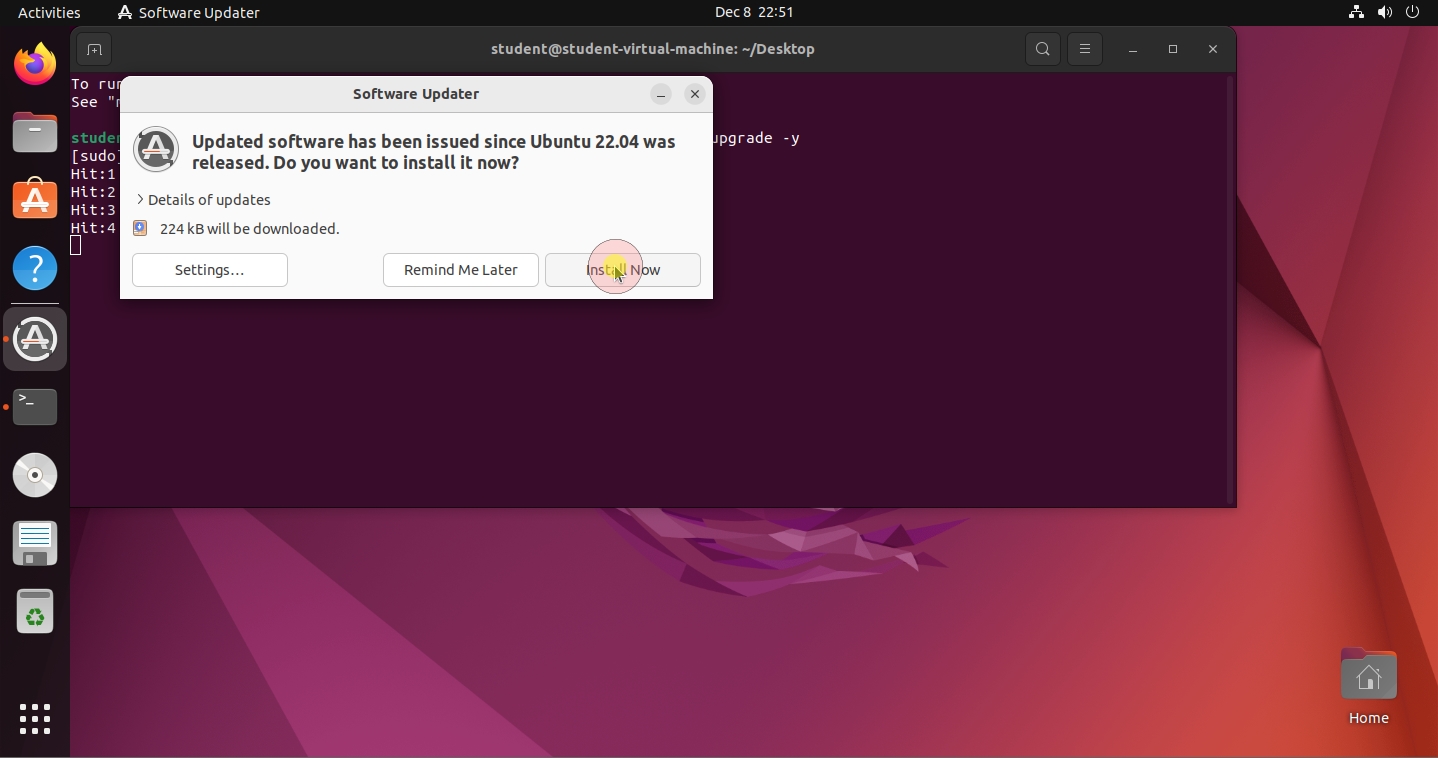 Activities
Software Updater
Dec 8 22:51
student@student-virtual-machine: ~/Desktop
To
See
upgrade -y
[sudo]
Hit:1
Hit:2
Hit:3
Hit:4
Software Updater
Updated software has been issued since Ubuntu 22.04 was
released. Do you want to install it now?
Details of updates
224 kB will be downloaded.
Settings...
Remind Me Later
Install Now
Home